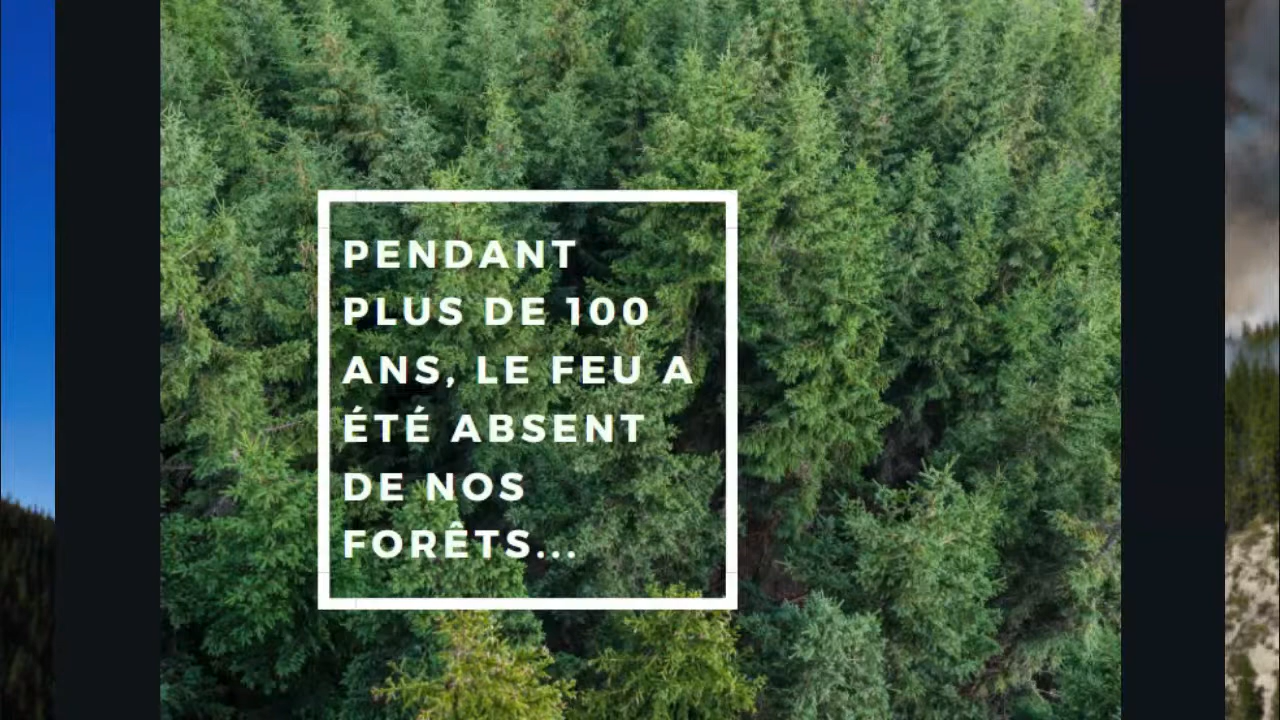 PENDANT
PLUS DE 100
ANS, LE FEU A
ÉTÉ ABSENT
DE NOS
FORÊTS...